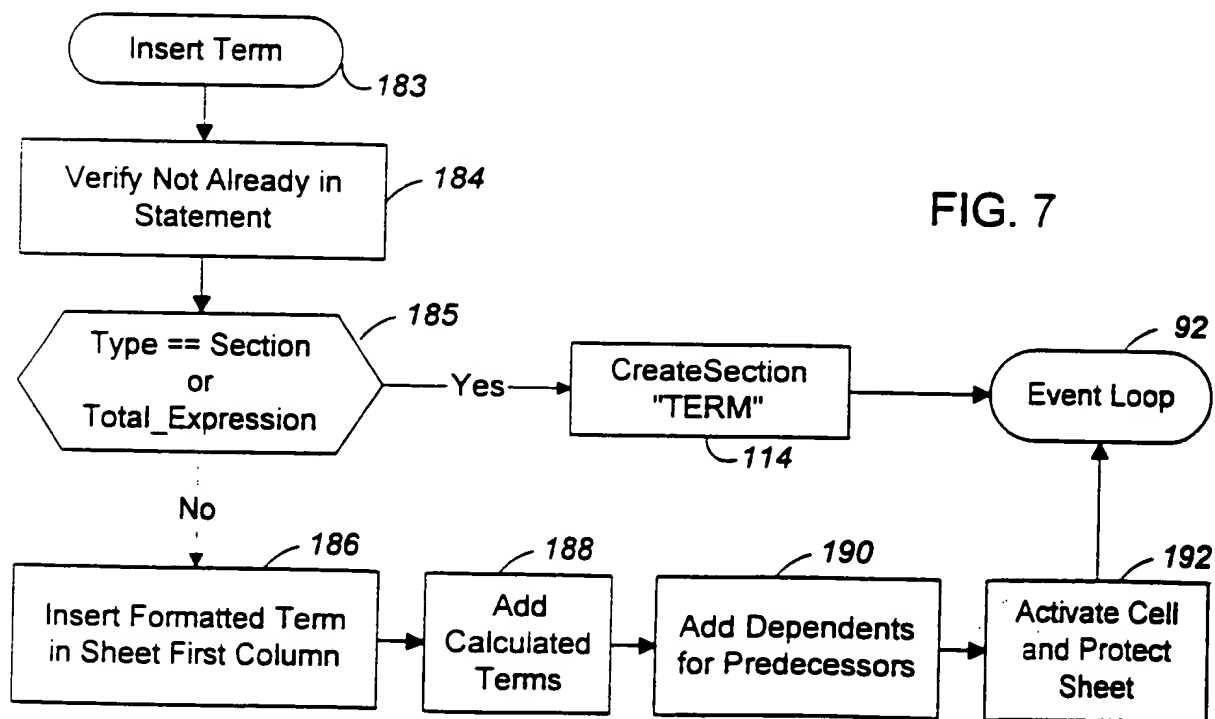 Insert Term
183
Verify Not Already in
Statement
184
FIG. 7
Type == Section
or
Total_Expression
185
Yes
CreateSection
"TERM"
114
92
Event Loop
No
186
Insert Formatted Term
in Sheet First Column
188
Add
Calculated
Terms
190
Add Dependents
for Predecessors
192
Activate Cell
and Protect
Sheet